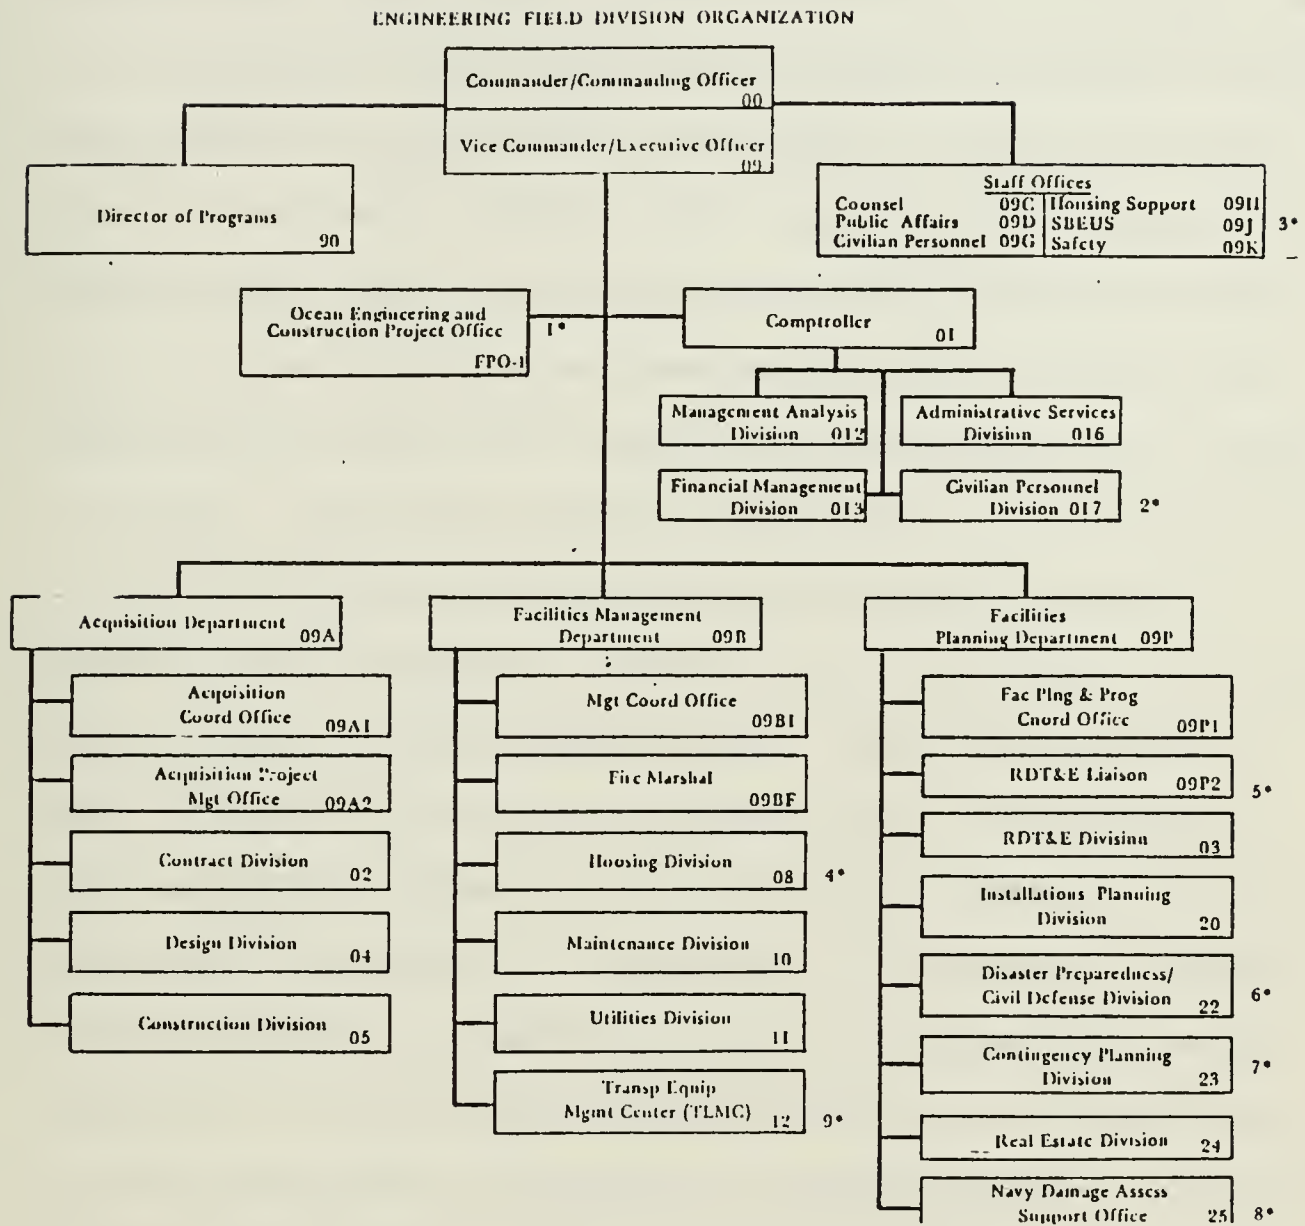 ENGINEERING FIELD DIVISION ORGANIZATION
Commander/Commanding Officer
00
Vice Commander/Executive Officer
09
Director of Programs
90
Staff Offices
Counsel 09C
Public Affairs 09D
Civilian Personnel 09G
Housing Support 09H
SBEUS 09J
Safety 09K
3*
Ocean Engineering and
Construction Project Office
FPO-1
1*
Comptroller
01
Management Analysis
Division 012
Administrative Services
Division 016
Financial Management
Division 013
Civilian Personnel
Division 017
2*
Acquisition Department
09A
Acquisition
Coord Office
09A1
Acquisition Project
Mgt Office
09A2
Contract Division
02
Design Division
04
Construction Division
05
Facilities Management
Department 09B
Mgt Coord Office
09B1
Fire Marshal
09BF
Housing Division
08
4*
Maintenance Division
10
Utilities Division
11
Transp Equip
Mgmt Center (TEMC)
12
9*
Facilities
Planning Department 09P
Fac Plng & Prog
Coord Office
09P1
RDT&E Liaison
09P2
5*
RDT&E Division
03
Installations Planning
Division
20
Disaster Preparedness/
Civil Defense Division
22
6*
Contingency Planning
Division
23
7*
Real Estate Division
24
Navy Damage Assess
Support Office
25
8*